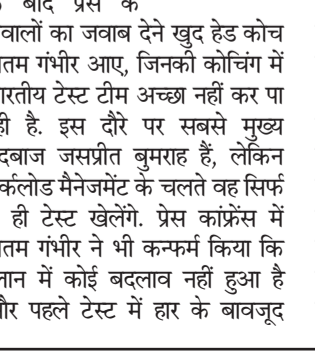 बाद प्रेस के
वालों का जवाब देने खुद हेड कोच
तम गंभीर आए, जिनकी कोचिंग में
रतीय टेस्ट टीम अच्छा नहीं कर पा
ही है. इस दौरे पर सबसे मुख्य
दबाज जसप्रीत बुमराह हैं, लेकिन
र्कलोड मैनेजमेंट के चलते वह सिर्फ
ही टेस्ट खेलेंगे. प्रेस कांफ्रेंस में
तम गंभीर ने भी कन्फर्म किया कि
लान में कोई बदलाव नहीं हुआ है
और पहले टेस्ट में हार के बावजूद